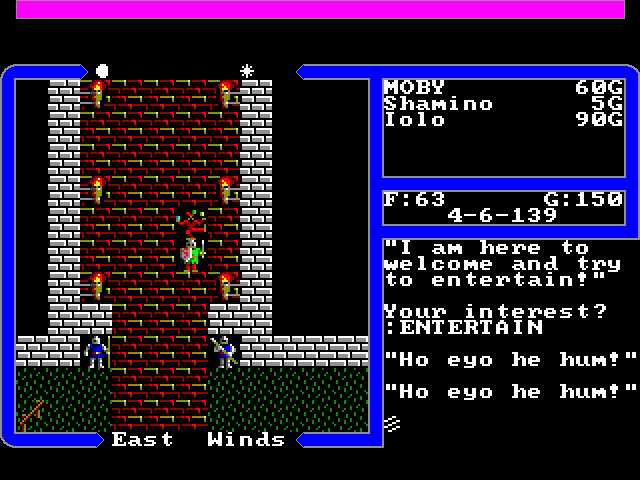 MOBY 60G
Shamino 5G
Iolo 90G
F:63 G:150
4-6-139
"I am here to
welcome and try
to entertain!"
Your interest?
:ENTERTAIN
"Ho eyo he hum!"
"Ho eyo he hum!"
East Winds